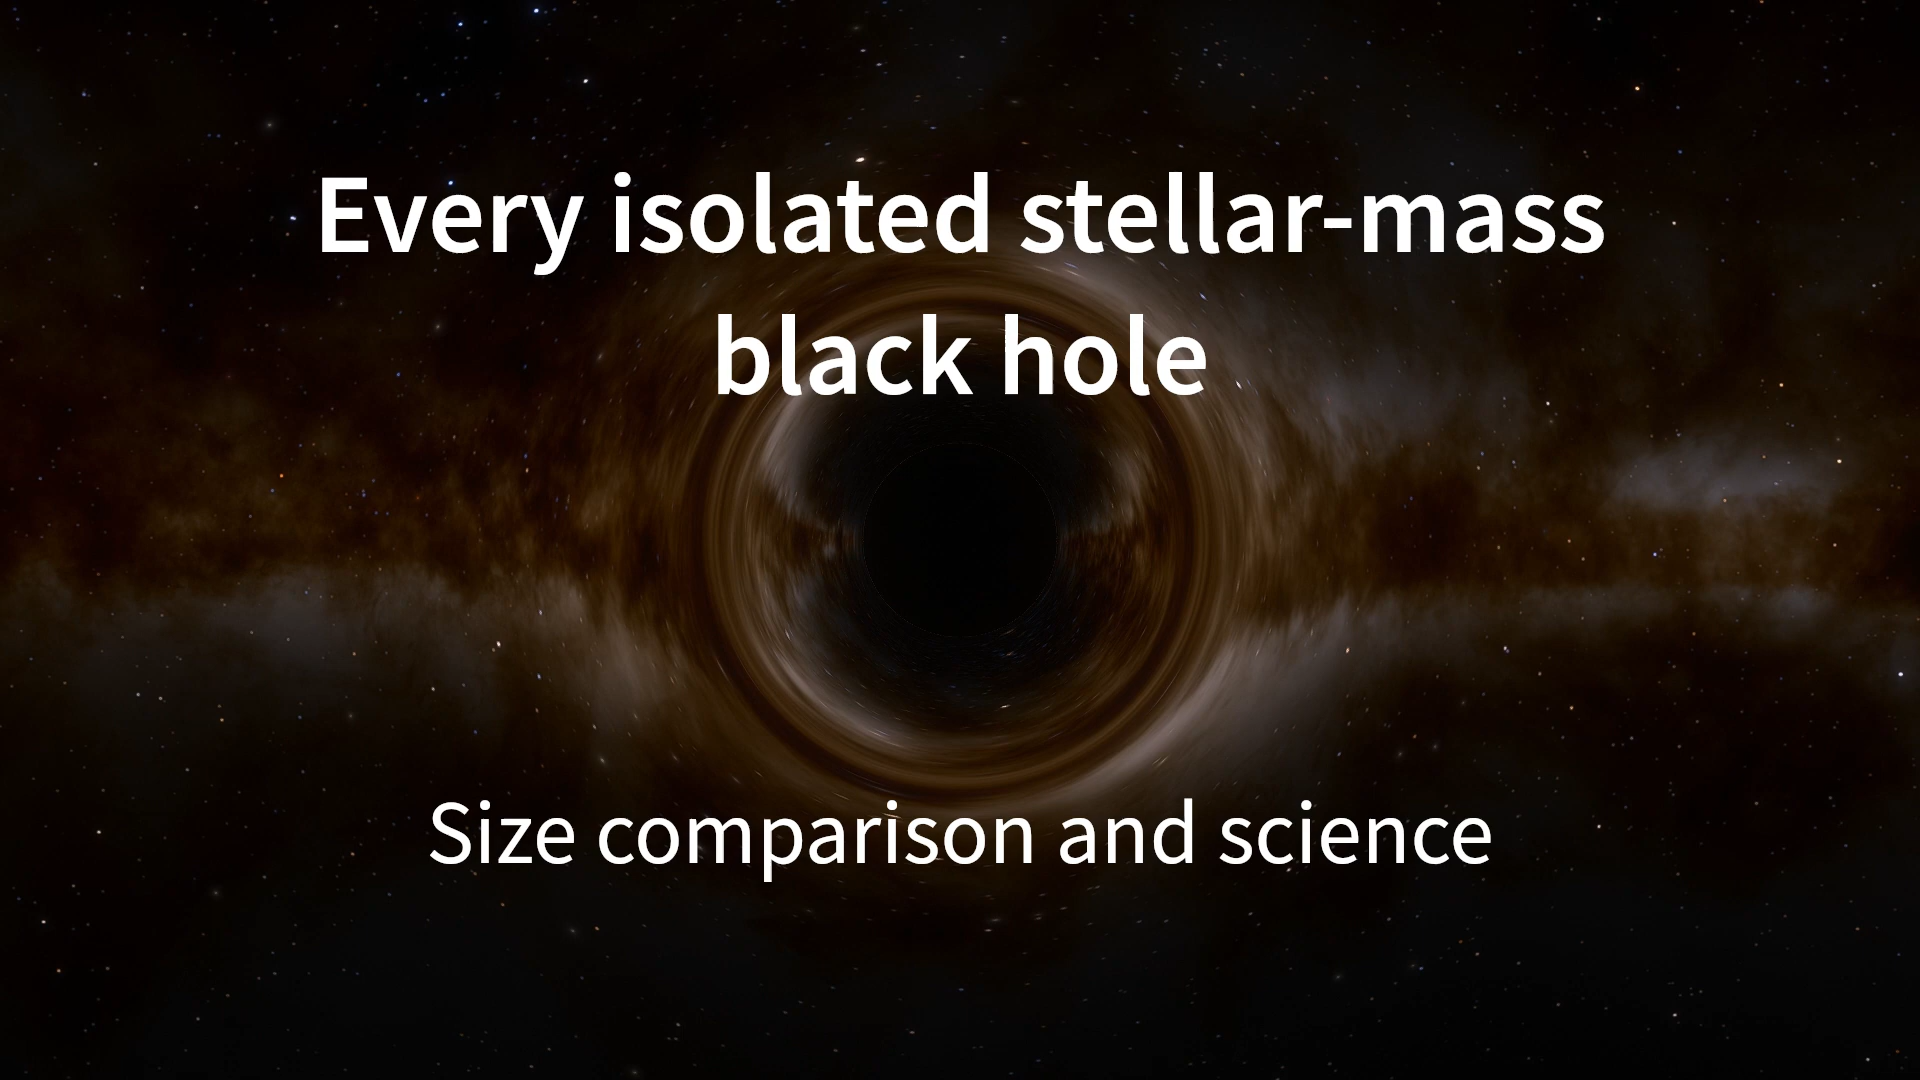 Every isolated stellar-mass
black hole
Size comparison and science